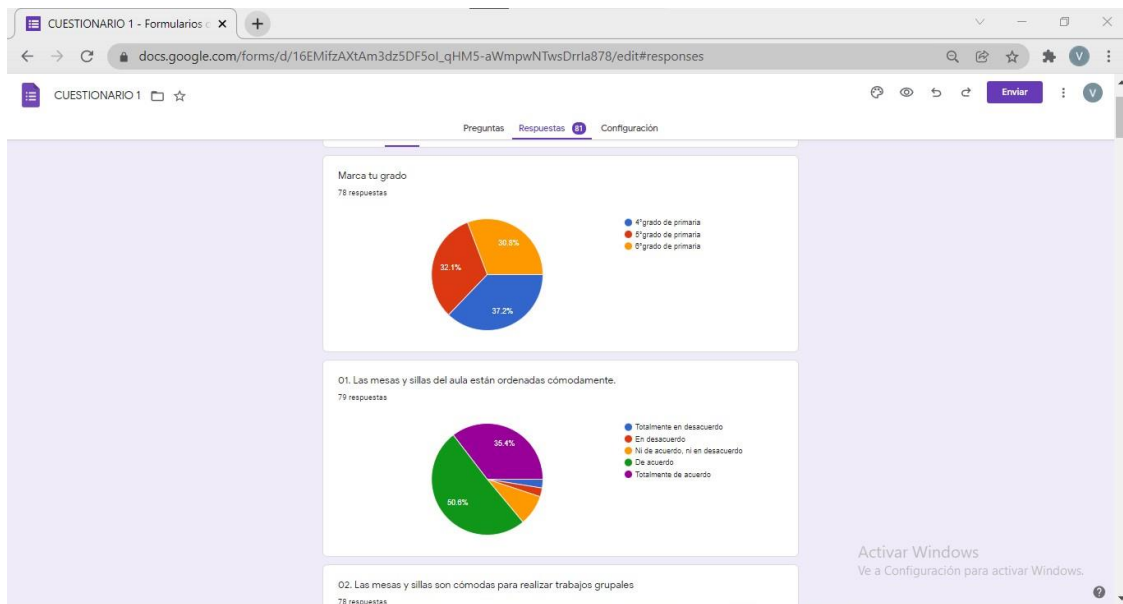 CUESTIONARIO 1 - Formularios
docs.google.com/forms/d/16EMifzAXtAm3dz5DF5oI_qHM5-aWmpwNTwsDrrIa878/edit#responses
V
CUESTIONARIO 1
Enviar
V
Preguntas Respuestas 81 Configuración
Marca tu grado
78 respuestas
30.8%
32.1%
37.2%
4°grado de primaria
5°grado de primaria
6°grado de primaria
01. Las mesas y sillas del aula están ordenadas cómodamente.
79 respuestas
35.4%
50.6%
Totalmente en desacuerdo
En desacuerdo
Ni de acuerdo, ni en desacuerdo
De acuerdo
Totalmente de acuerdo
02. Las mesas y sillas son cómodas para realizar trabajos grupales
78 respuestas
Activar Windows
Ve a Configuración para activar Windows.